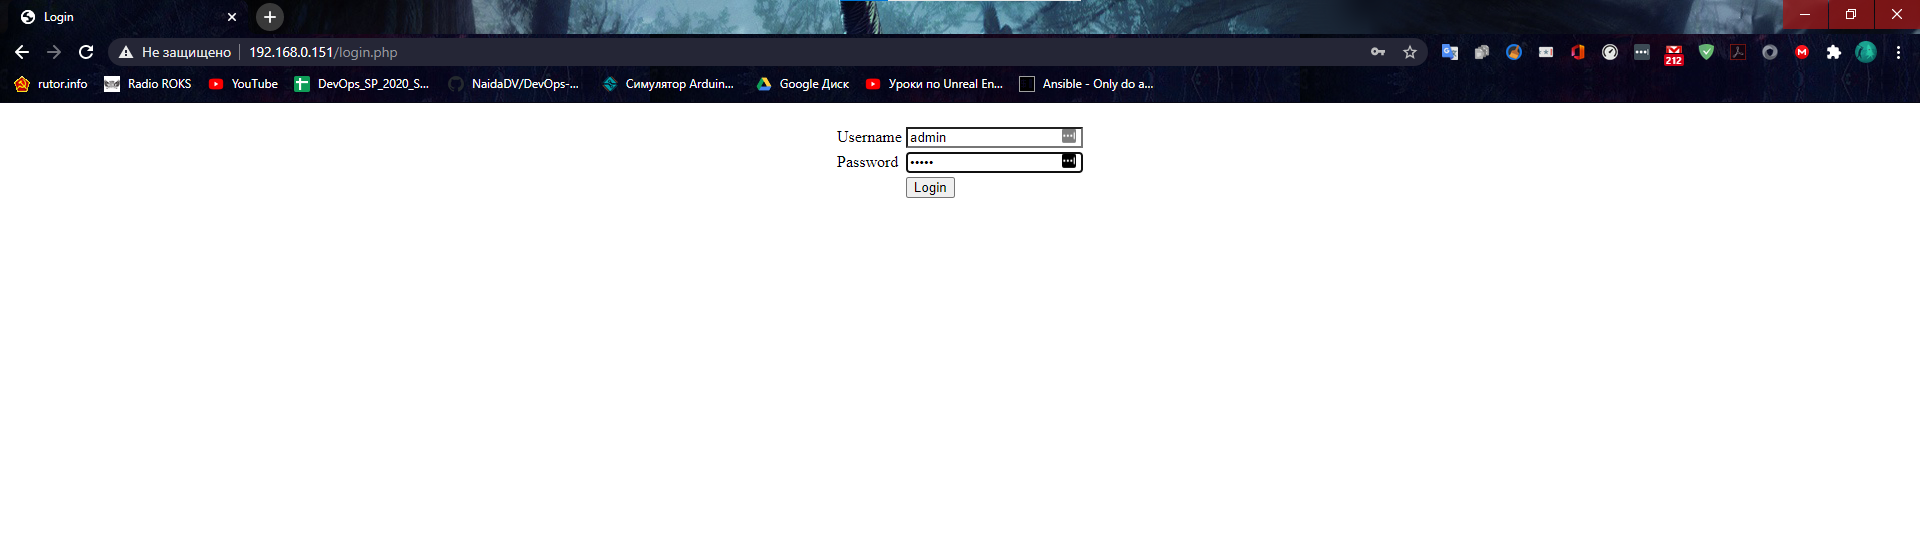 Login
Не защищено 192.168.0.151/login.php
212
rutor.info Radio ROKS YouTube DevOps_SP_2020_S... NaidaDV/DevOps-... Симулятор Arduin... Google Диск Уроки по Unreal En... Ansible - Only do a...
Username admin
Password •••••
Login